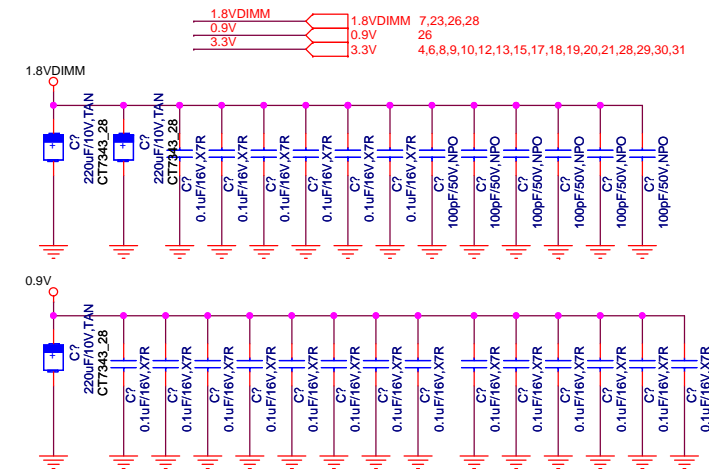 1.8VDIMM
0.9V
3.3V
1.8VDIMM 7,23,26,28
0.9V 26
3.3V 4,6,8,9,10,12,13,15,17,18,19,20,21,28,29,30,31
1.8VDIMM
C?
220uF/10V,TAN
CT7343_28
C?
220uF/10V,TAN
CT7343_28
C?
0.1uF/16V,X7R
C?
0.1uF/16V,X7R
C?
0.1uF/16V,X7R
C?
0.1uF/16V,X7R
C?
0.1uF/16V,X7R
C?
0.1uF/16V,X7R
C?
100pF/50V,NPO
C?
100pF/50V,NPO
C?
100pF/50V,NPO
C?
100pF/50V,NPO
C?
100pF/50V,NPO
C?
100pF/50V,NPO
0.9V
C?
220uF/10V,TAN
CT7343_28
C?
0.1uF/16V,X7R
C?
0.1uF/16V,X7R
C?
0.1uF/16V,X7R
C?
0.1uF/16V,X7R
C?
0.1uF/16V,X7R
C?
0.1uF/16V,X7R
C?
0.1uF/16V,X7R
C?
0.1uF/16V,X7R
C?
0.1uF/16V,X7R
C?
0.1uF/16V,X7R
C?
0.1uF/16V,X7R
C?
0.1uF/16V,X7R
C?
0.1uF/16V,X7R
C?
0.1uF/16V,X7R